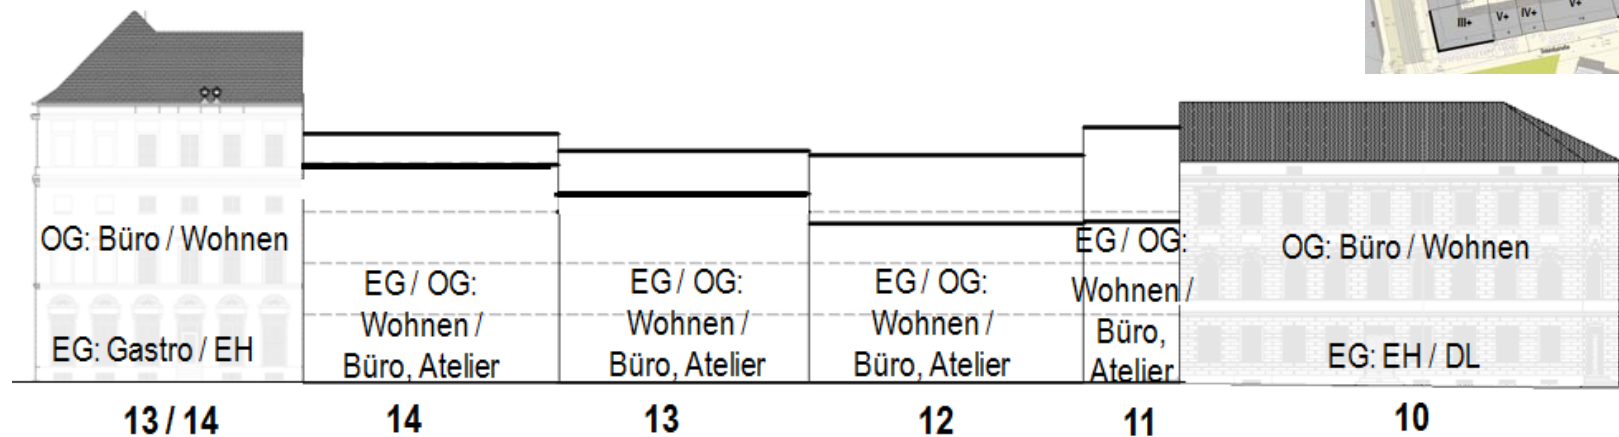 III+ V+ IV+ V+
OG: Büro / Wohnen
EG: Gastro / EH
EG / OG:
Wohnen /
Büro, Atelier
EG / OG:
Wohnen /
Büro, Atelier
EG / OG:
Wohnen /
Büro, Atelier
EG / OG:
Wohnen /
Büro,
Atelier
OG: Büro / Wohnen
EG: EH / DL
13 / 14
14
13
12
11
10